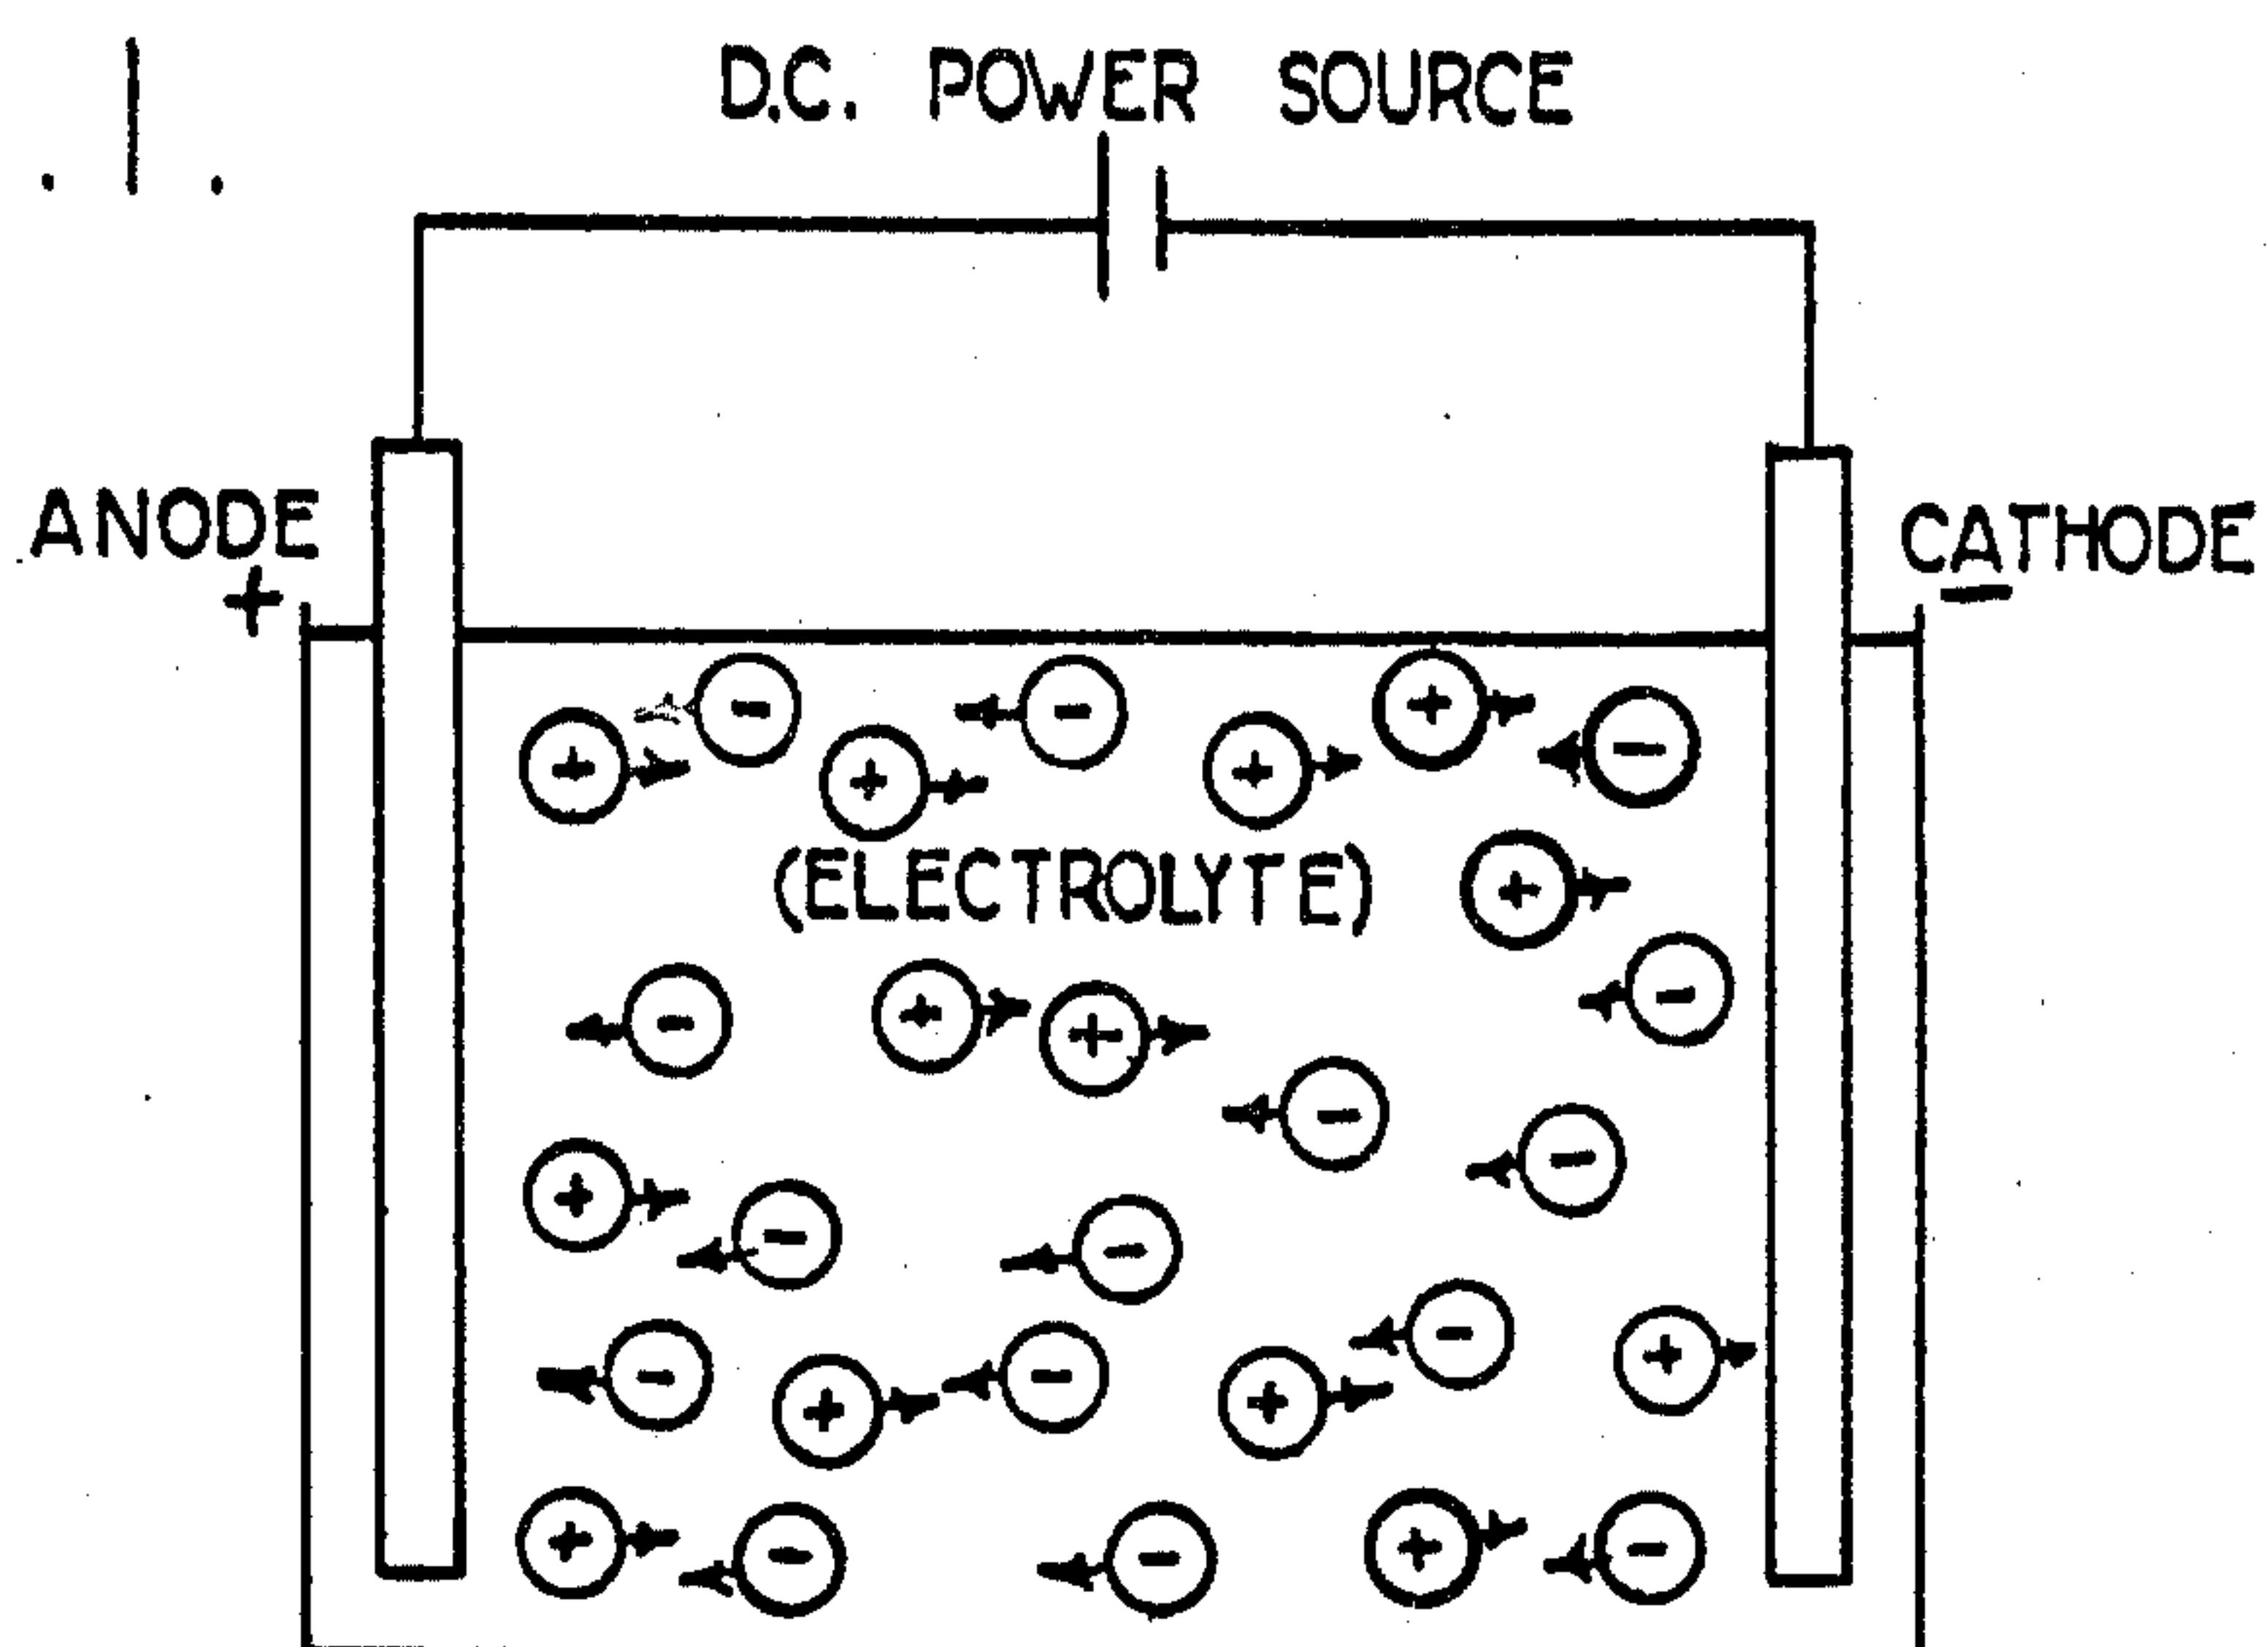 D.C. POWER SOURCE
ANODE
+
CATHODE
−
(ELECTROLYTE)